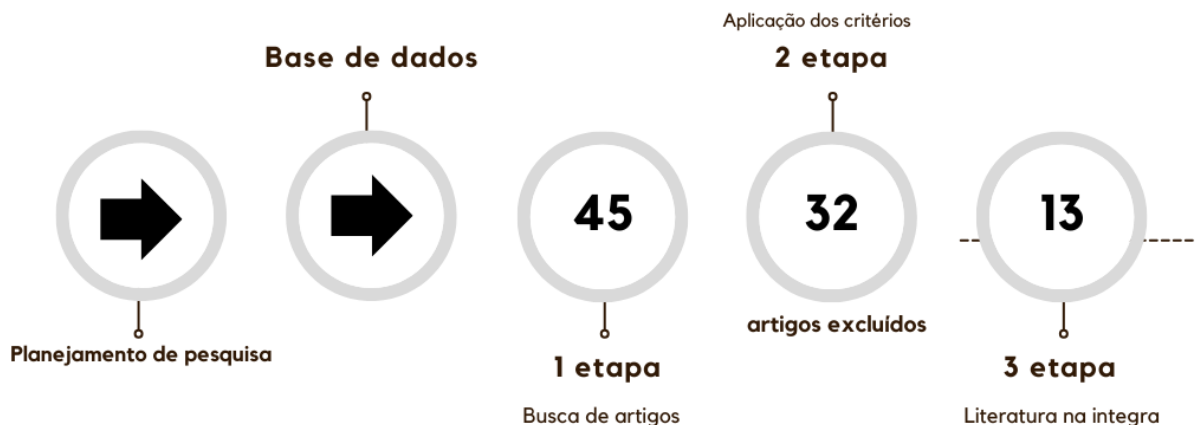 Planejamento de pesquisa
Base de dados
45
1 etapa
Busca de artigos
Aplicação dos critérios
2 etapa
32
artigos excluídos
13
3 etapa
Literatura na integra